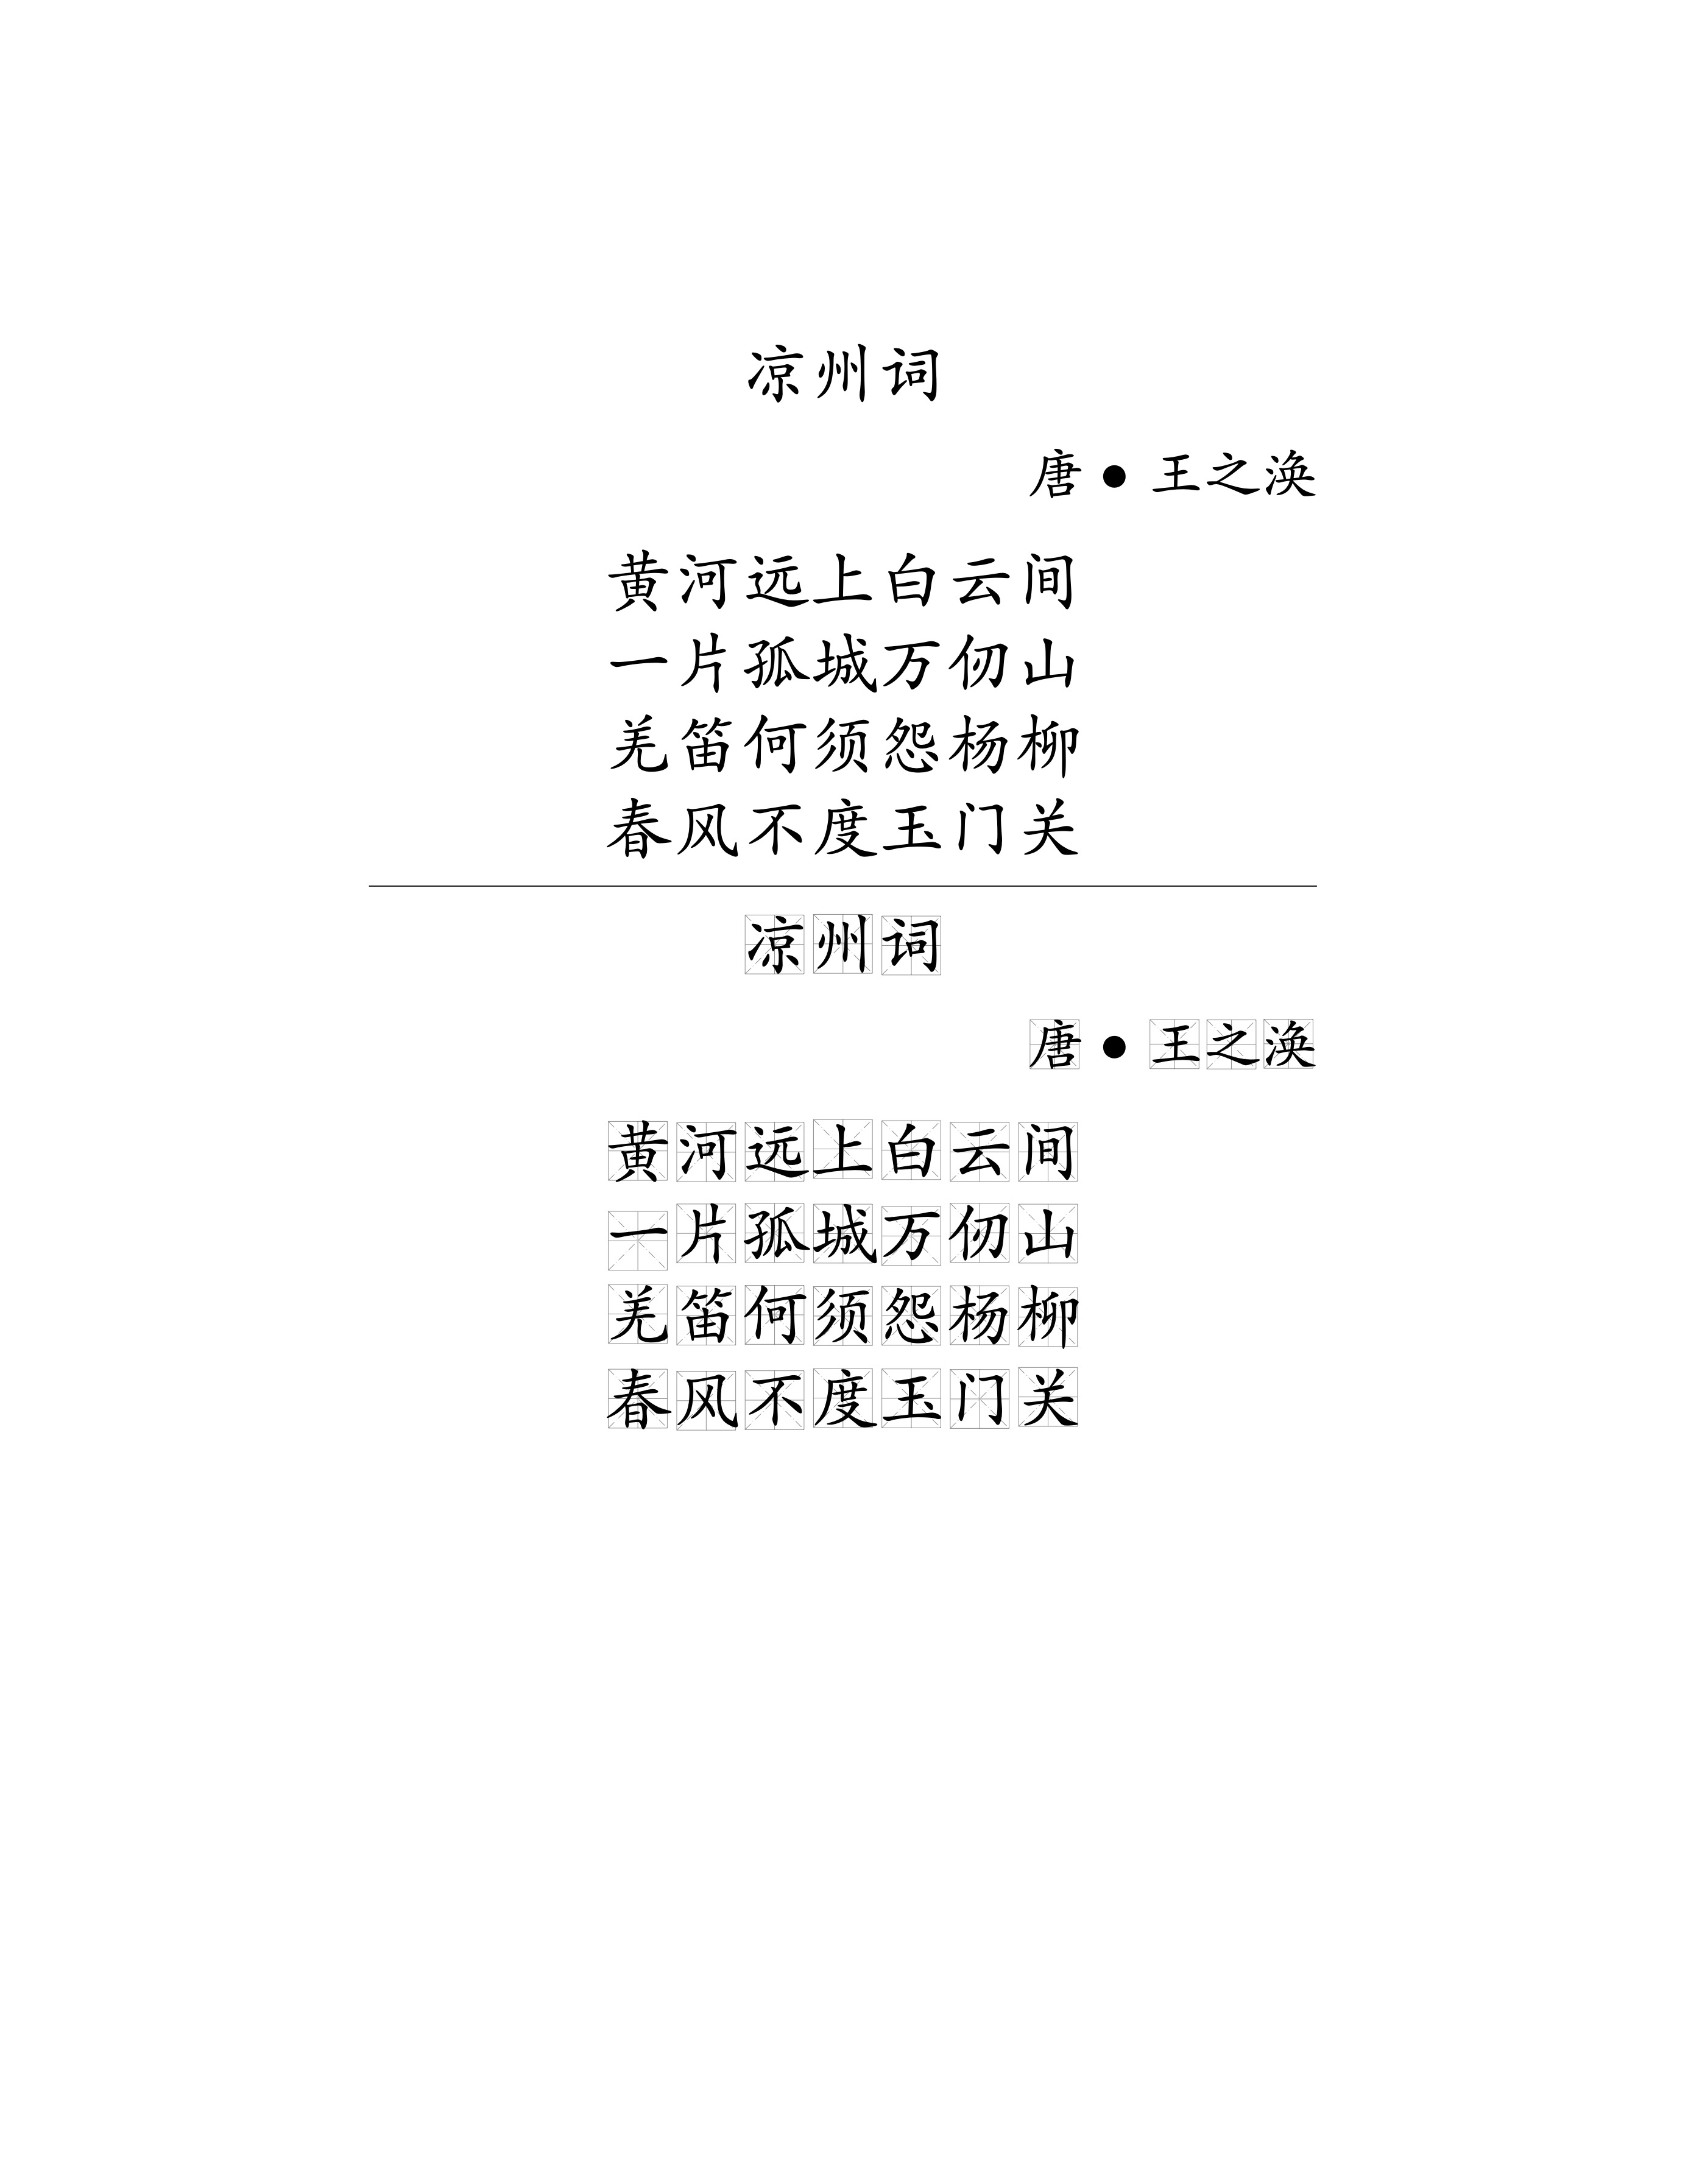 凉州词
唐●王之涣
黄河远上白云间
一片孤城万仞山
羌笛何须怨杨柳
春风不度玉门关
凉州词
唐●王之涣
黄河远上白云间
一片孤城万仞山
羌笛何须怨杨柳
春风不度玉门关